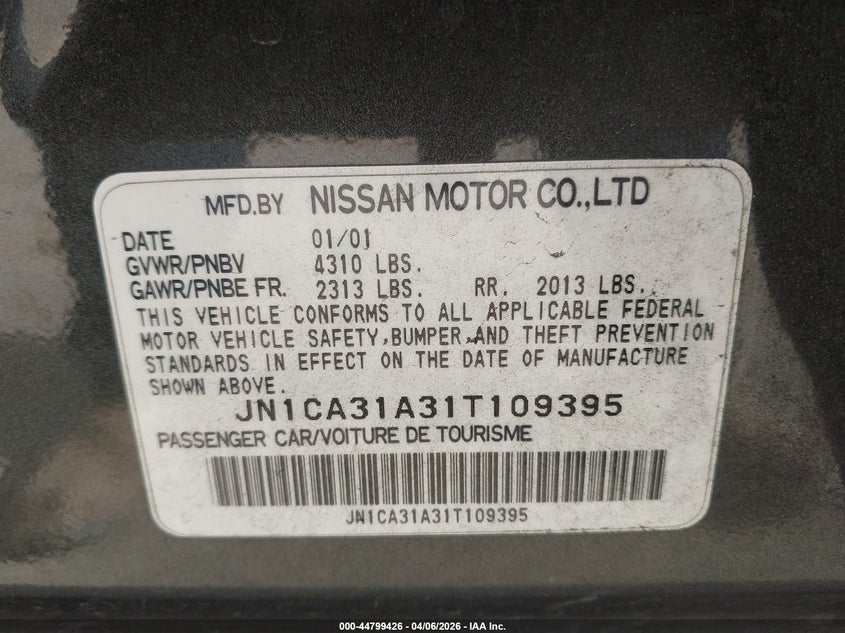 MFD.BY NISSAN MOTOR CO.,LTD
DATE 01/01
GVWR/PNBV 4310 LBS.
GAWR/PNBE FR. 2313 LBS. RR. 2013 LBS.
THIS VEHICLE CONFORMS TO ALL APPLICABLE FEDERAL
MOTOR VEHICLE SAFETY,BUMPER,AND THEFT PREVENTION
STANDARDS IN EFFECT ON THE DATE OF MANUFACTURE
SHOWN ABOVE.
JN1CA31A31T109395
PASSENGER CAR/VOITURE DE TOURISME
JN1CA31A31T109395
000-44799426 - 04/06/2026 - IAA Inc.